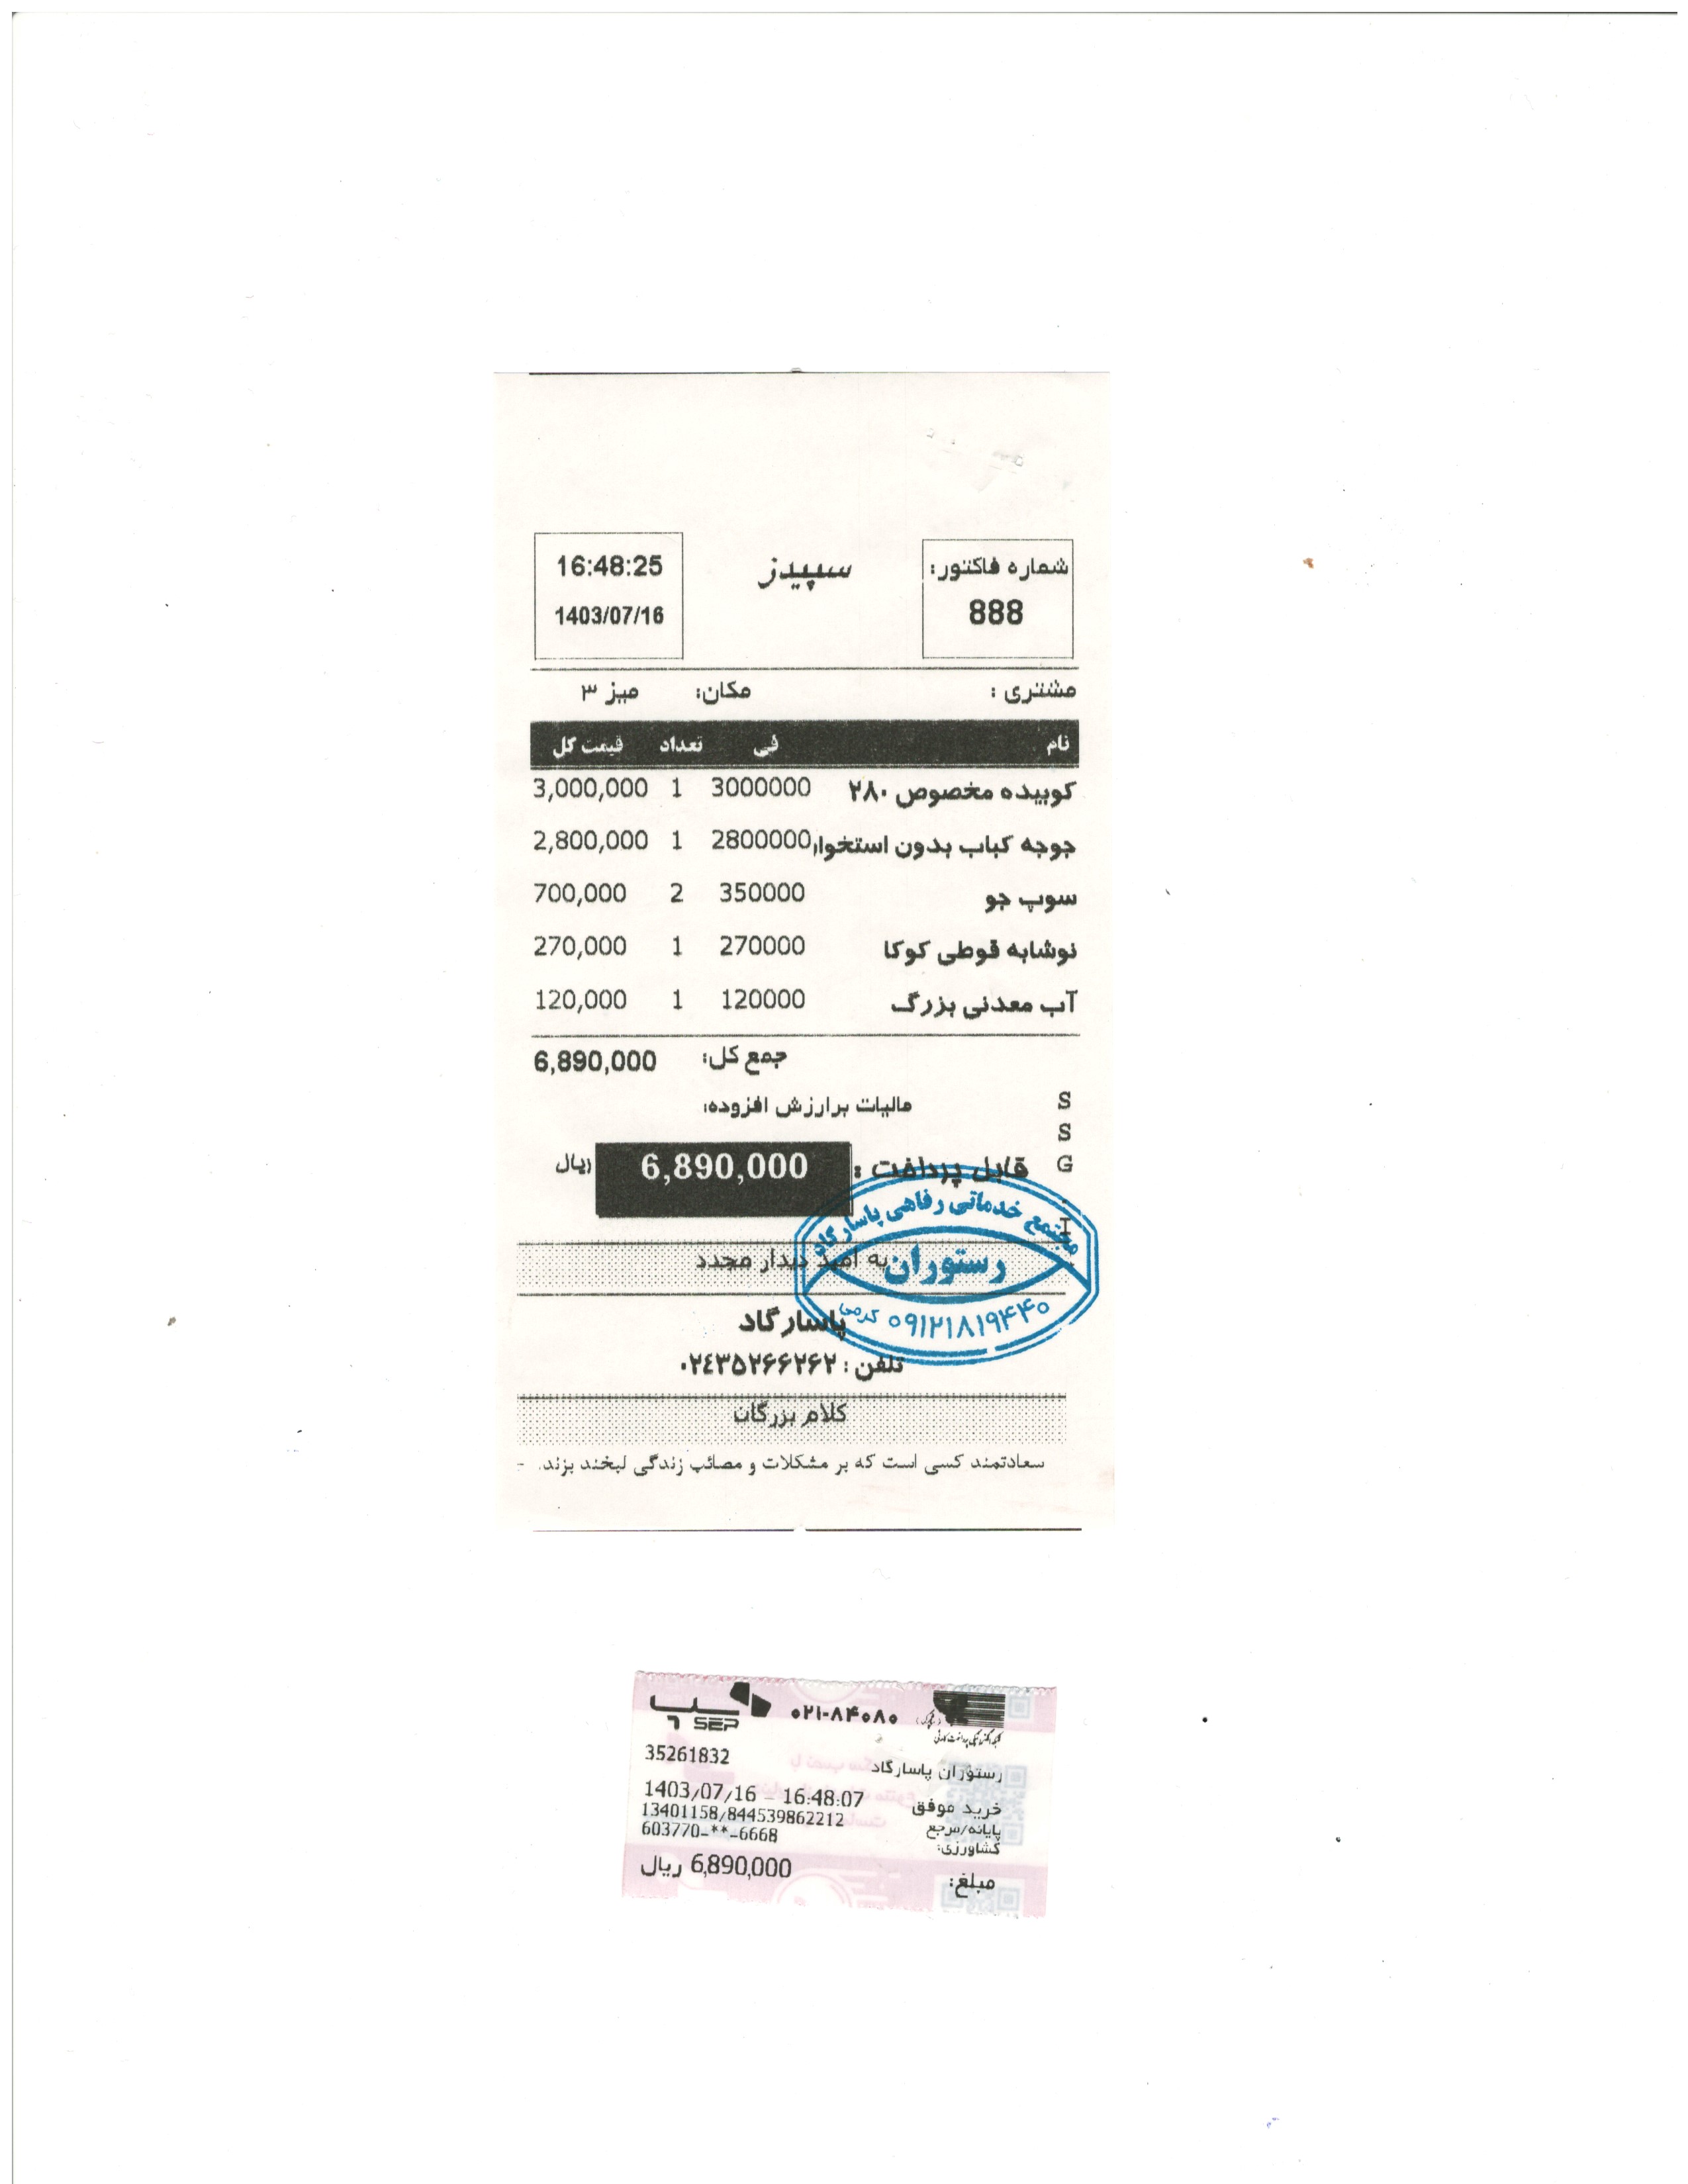 شماره فاکتور:
888
سپیدز
16:48:25
1403/07/16
مشتری : مکان: میز ۳
نام فی تعداد قیمت کل
کوبیده مخصوص ۲۸۰ 3000000 1 3,000,000
جوجه کباب بدون استخوار 2800000 1 2,800,000
سوپ جو 350000 2 700,000
نوشابه قوطی کوکا 270000 1 270,000
آب معدنی بزرگ 120000 1 120,000
جمع کل: 6,890,000
مالیات برارزش افزوده:
قابل پرداخت : 6,890,000 ریال
S
S
G
مجتمع خدماتی رفاهی پاسارگاد
رستوران
۰۹۱۲۱۸۱۹۴۴۰ کرمی
به امید دیدار مجدد
پاسارگاد
تلفن : ۰۲٤۳۵۲۶۶۲۶۲
کلام بزرگان
سعادتمند کسی است که بر مشکلات و مصائب زندگی لبخند بزند. -
سپ
SEP
۰۲۱-۸۴۰۸۰
35261832
رستوران پاسارگاد
خرید موفق 1403/07/16 - 16:48:07
پایانه/مرجع 13401158/844539862212
کشاورزی: 603770-**-6668
مبلغ: 6,890,000 ریال